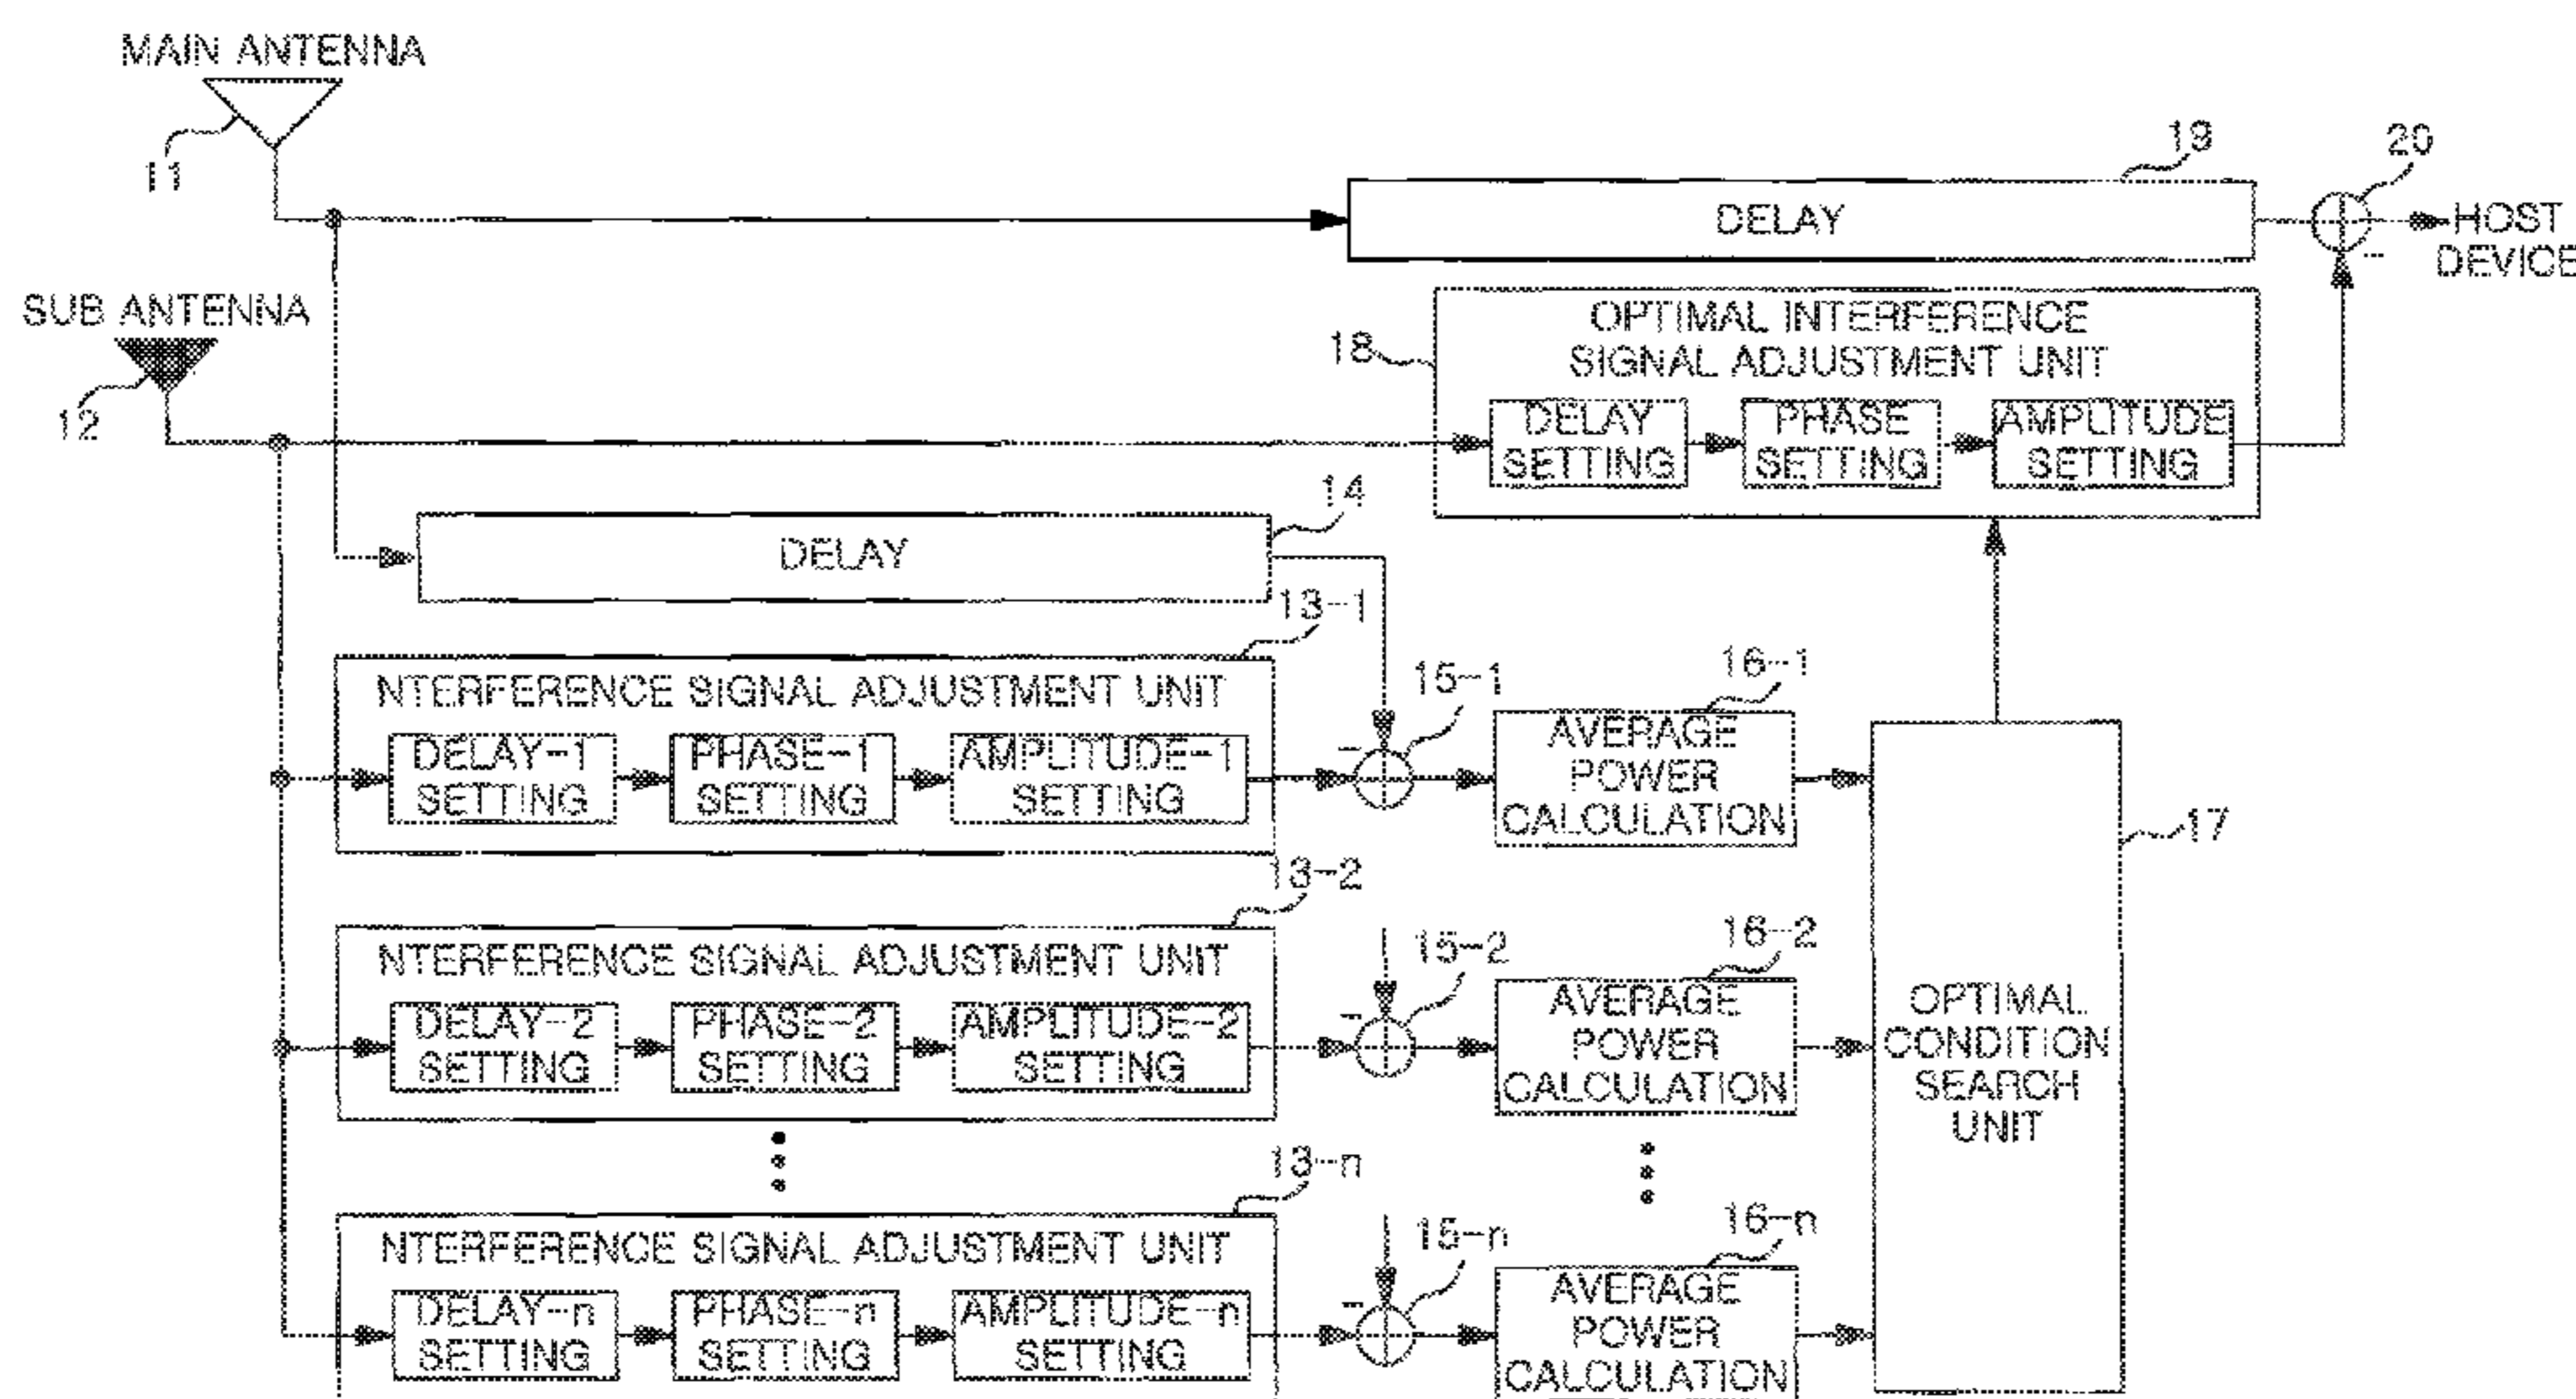 MAIN ANTENNA
11
19
20
DELAY
HOST
DEVICE
SUB ANTENNA
12
18
OPTIMAL INTERFERENCE
SIGNAL ADJUSTMENT UNIT
DELAY
SETTING
PHASE
SETTING
AMPLITUDE
SETTING
14
DELAY
13-1
NTERFERENCE SIGNAL ADJUSTMENT UNIT
DELAY-1
SETTING
PHASE-1
SETTING
AMPLITUDE-1
SETTING
15-1
16-1
AVERAGE
POWER
CALCULATION
17
13-2
NTERFERENCE SIGNAL ADJUSTMENT UNIT
DELAY-2
SETTING
PHASE-2
SETTING
AMPLITUDE-2
SETTING
15-2
16-2
AVERAGE
POWER
CALCULATION
OPTIMAL
CONDITION
SEARCH
UNIT
13-n
NTERFERENCE SIGNAL ADJUSTMENT UNIT
DELAY-n
SETTING
PHASE-n
SETTING
AMPLITUDE-n
SETTING
15-n
16-n
AVERAGE
POWER
CALCULATION